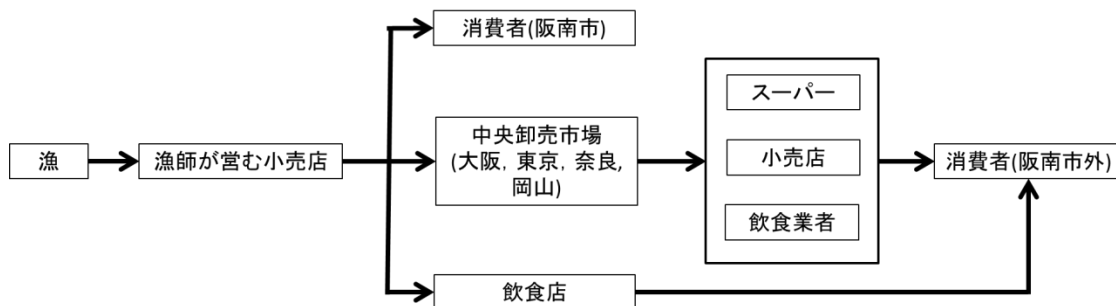 漁
漁師が営む小売店
消費者(阪南市)
中央卸売市場
(大阪, 東京, 奈良,
岡山)
飲食店
スーパー
小売店
飲食業者
消費者(阪南市外)